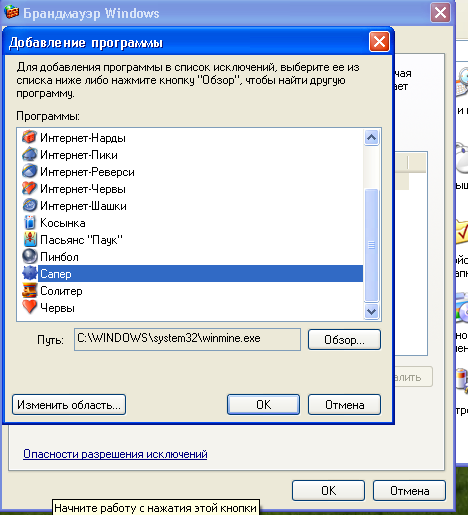 Брандмауэр Windows
Добавление программы
Для добавления программы в список исключений, выберите ее из
списка ниже либо нажмите кнопку "Обзор", чтобы найти другую
программу.
Программы:
Интернет-Нарды
Интернет-Пики
Интернет-Реверси
Интернет-Червы
Интернет-Шашки
Косынка
Пасьянс "Паук"
Пинбол
Сапер
Солитер
Червы
Путь:
C:\WINDOWS\system32\winmine.exe
Обзор...
Изменить область...
OK
Отмена
Опасности разрешения исключений
OK
Отмена
Начните работу с нажатия этой кнопки